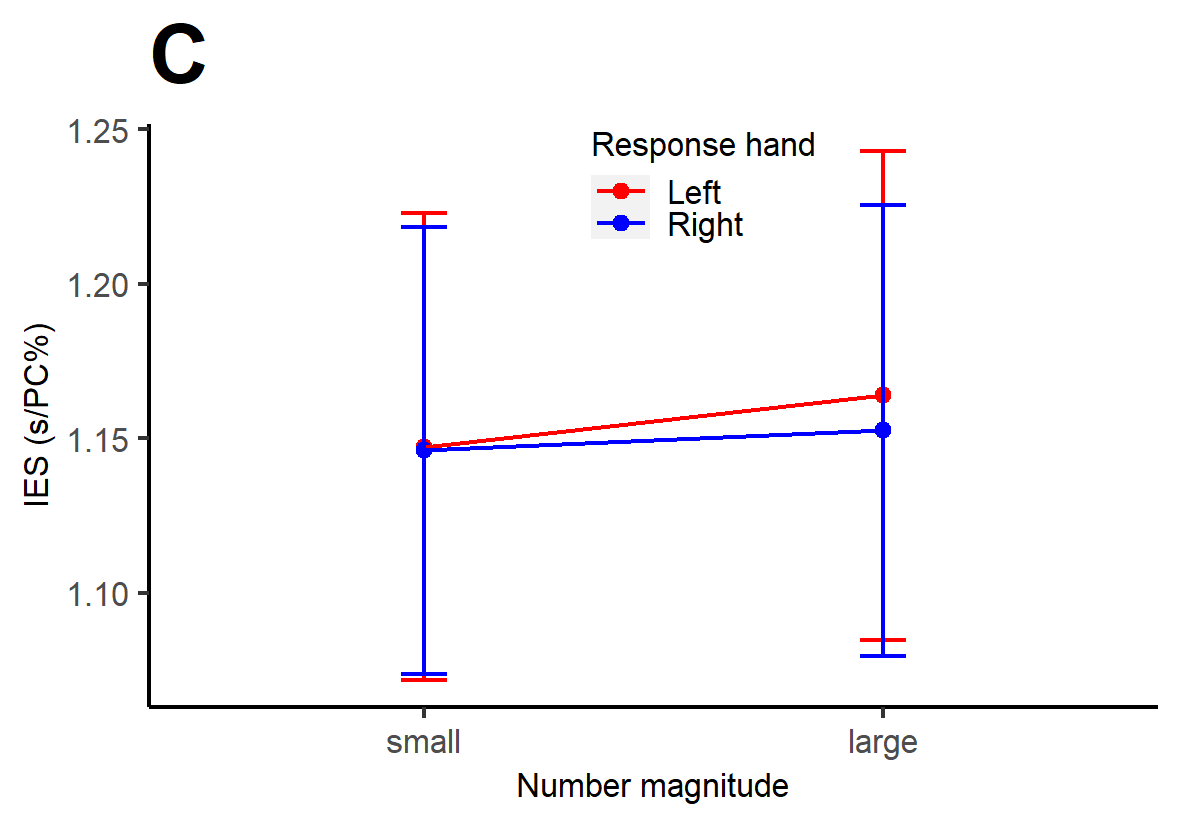 C
1.25
1.20
1.15
1.10
IES (s/PC%)
Response hand
Left
Right
small
large
Number magnitude